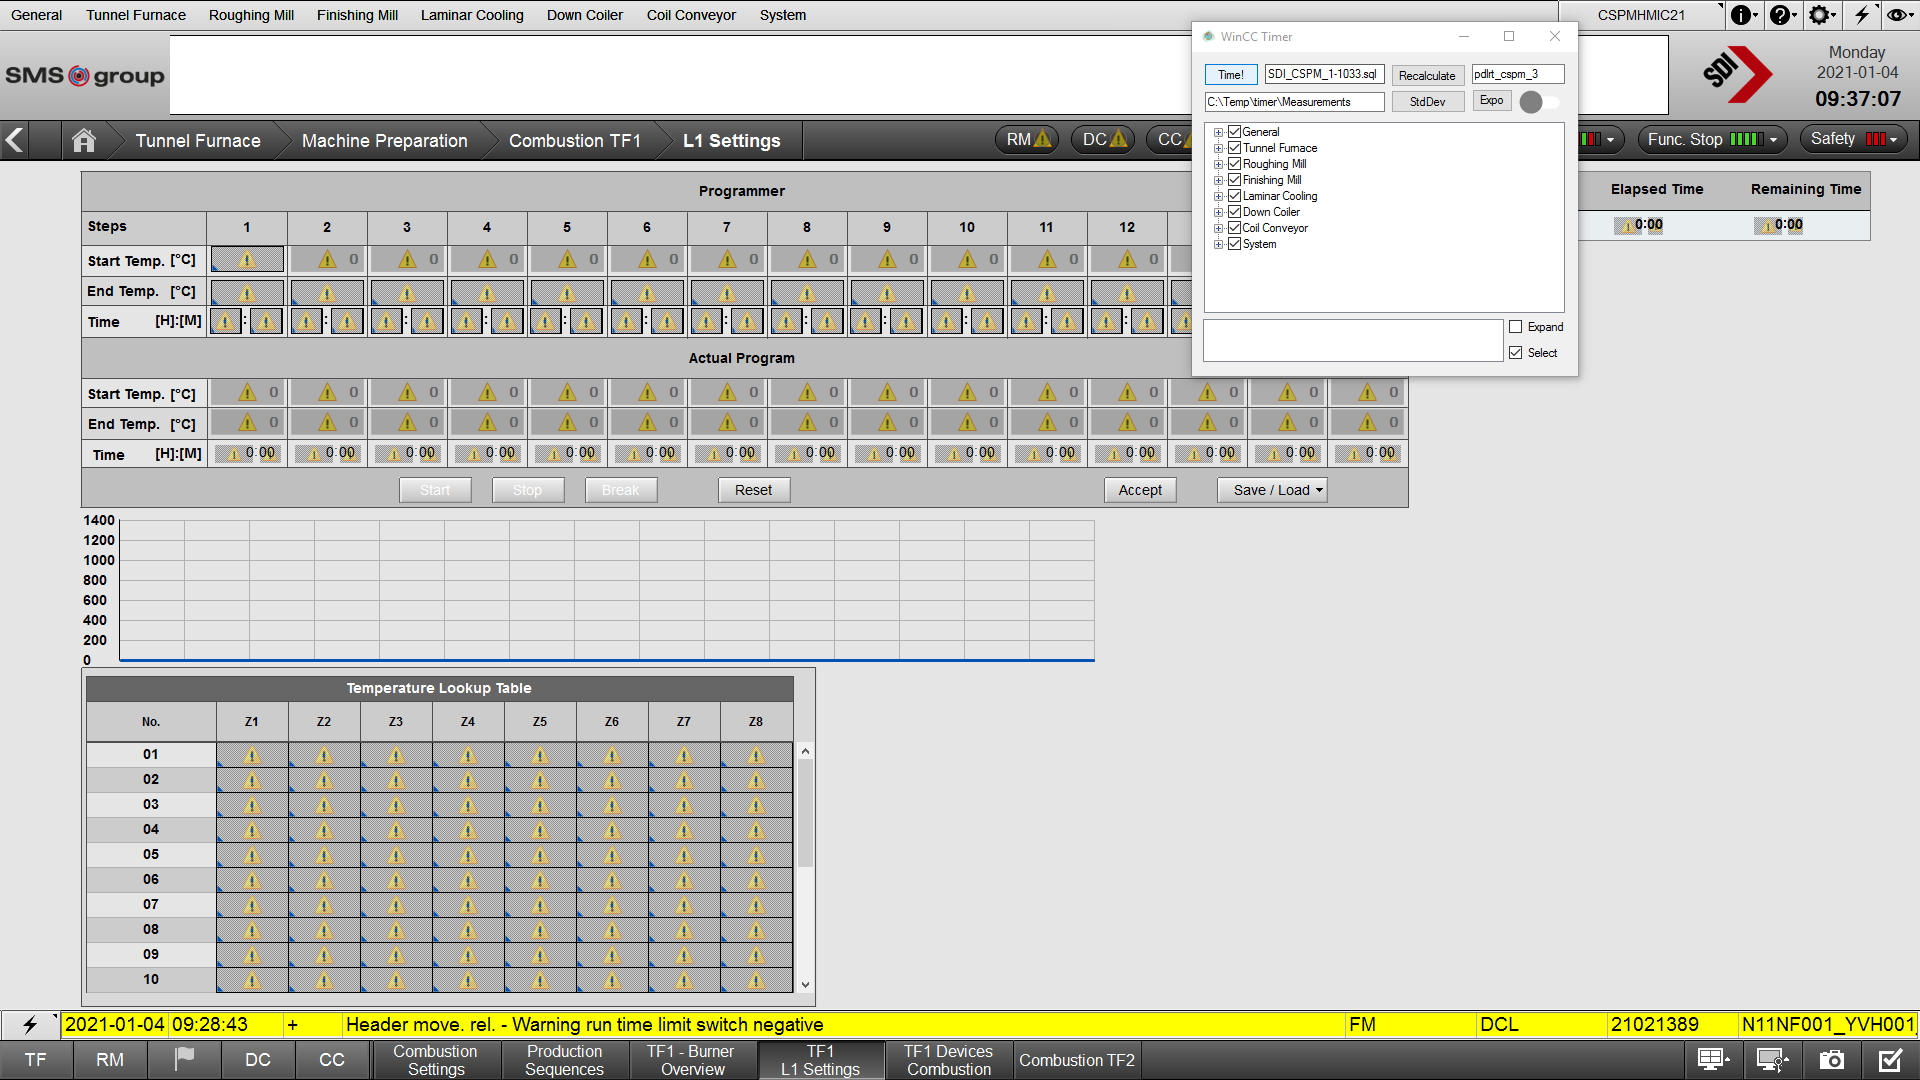 General Tunnel Furnace Roughing Mill Finishing Mill Laminar Cooling Down Coiler Coil Conveyor System CSPMHMIC21
SMS group
SDI
Monday
2021-01-04
09:37:07
WinCC Timer
Time! SDI_CSPM_1-1033.sql Recalculate pdlrt_cspm_3
C:\Temp\timer\Measurements StdDev Expo
General
Tunnel Furnace
Roughing Mill
Finishing Mill
Laminar Cooling
Down Coiler
Coil Conveyor
System
Expand
Select
Tunnel Furnace Machine Preparation Combustion TF1 L1 Settings RM DC CC Func. Stop Safety
Programmer
Elapsed Time Remaining Time
0:00 0:00
Steps 1 2 3 4 5 6 7 8 9 10 11 12
Start Temp. [°C] 0 0 0 0 0 0 0 0 0 0 0
End Temp. [°C]
Time [H]:[M] : : : : : : : : : : : :
Actual Program
Start Temp. [°C] 0 0 0 0 0 0 0 0 0 0 0 0 0 0 0
End Temp. [°C] 0 0 0 0 0 0 0 0 0 0 0 0 0 0 0
Time [H]:[M] 0:00 0:00 0:00 0:00 0:00 0:00 0:00 0:00 0:00 0:00 0:00 0:00 0:00 0:00 0:00
Start Stop Break Reset Accept Save / Load
1400
1200
1000
800
600
400
200
0
Temperature Lookup Table
No. Z1 Z2 Z3 Z4 Z5 Z6 Z7 Z8
01
02
03
04
05
06
07
08
09
10
2021-01-04 09:28:43 + Header move. rel. - Warning run time limit switch negative FM DCL 21021389 N11NF001_YVH001
TF RM DC CC
Combustion
Settings
Production
Sequences
TF1 - Burner
Overview
TF1
L1 Settings
TF1 Devices
Combustion
Combustion TF2